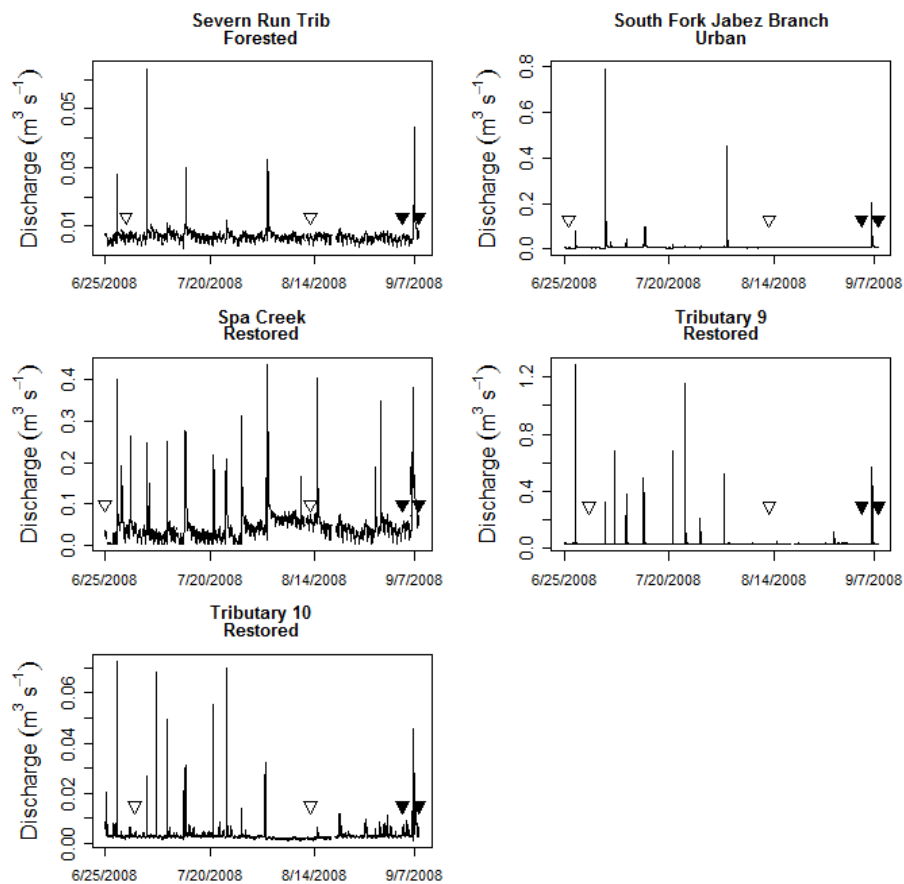 Severn Run Trib
Forested
Discharge (m³ s⁻¹)
0.05
0.03
0.01
6/25/2008 7/20/2008 8/14/2008 9/7/2008
South Fork Jabez Branch
Urban
Discharge (m³ s⁻¹)
0.8
0.6
0.4
0.2
0.0
6/25/2008 7/20/2008 8/14/2008 9/7/2008
Spa Creek
Restored
Discharge (m³ s⁻¹)
0.4
0.3
0.2
0.1
0.0
6/25/2008 7/20/2008 8/14/2008 9/7/2008
Tributary 9
Restored
Discharge (m³ s⁻¹)
1.2
0.8
0.4
0.0
6/25/2008 7/20/2008 8/14/2008 9/7/2008
Tributary 10
Restored
Discharge (m³ s⁻¹)
0.06
0.04
0.02
0.00
6/25/2008 7/20/2008 8/14/2008 9/7/2008